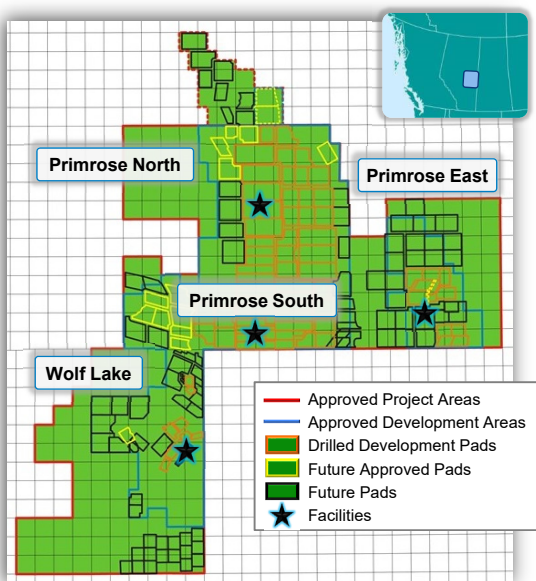 Primrose North
Primrose East
Primrose South
Wolf Lake
Approved Project Areas
Approved Development Areas
Drilled Development Pads
Future Approved Pads
Future Pads
Facilities